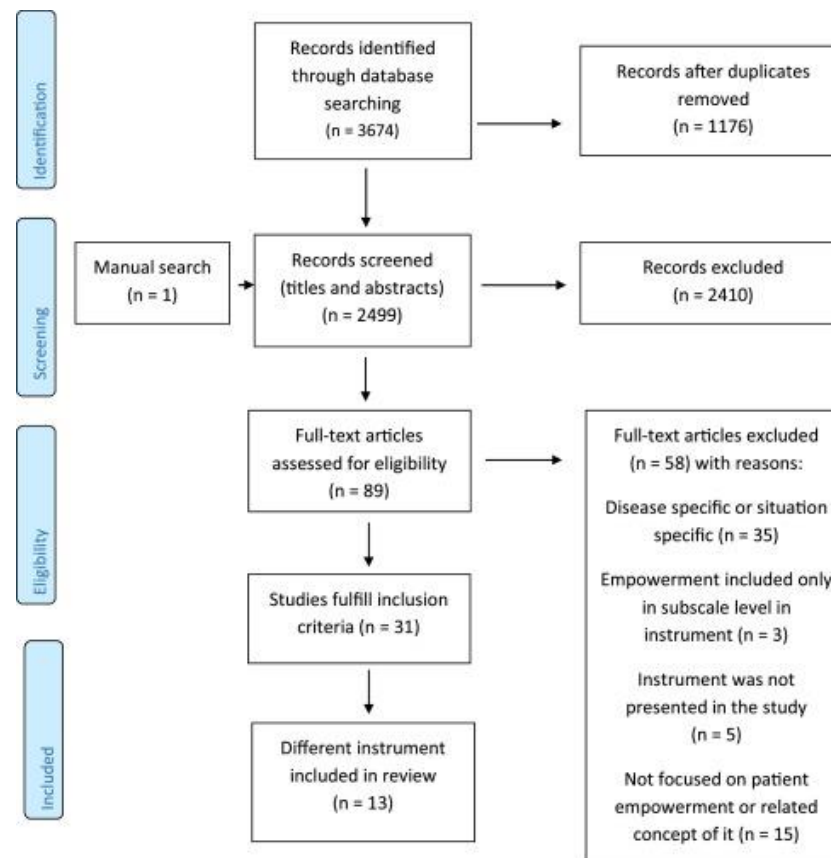 Identification
Records identified
through database
searching
(n = 3674)
Records after duplicates
removed
(n = 1176)
Screening
Manual search
(n = 1)
Records screened
(titles and abstracts)
(n = 2499)
Records excluded
(n = 2410)
Eligibility
Full-text articles
assessed for eligibility
(n = 89)
Full-text articles excluded
(n = 58) with reasons:
Disease specific or situation
specific (n = 35)
Empowerment included only
in subscale level in
instrument (n = 3)
Instrument was not
presented in the study
(n = 5)
Not focused on patient
empowerment or related
concept of it (n = 15)
Studies fulfill inclusion
criteria (n = 31)
Included
Different instrument
included in review
(n = 13)